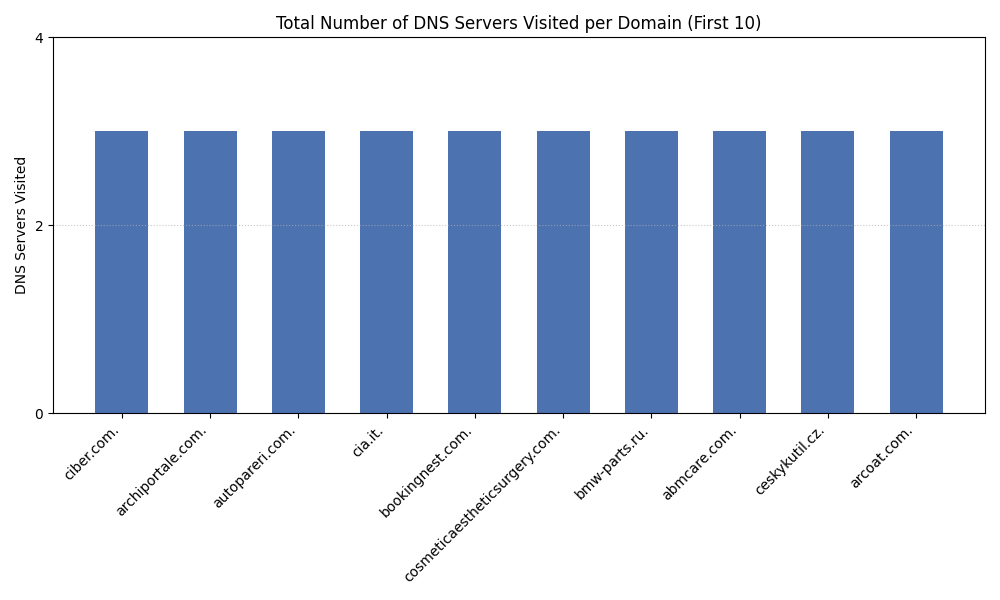 Total Number of DNS Servers Visited per Domain (First 10)
DNS Servers Visited
4
2
0
ciber.com.
archiportale.com.
autopareri.com.
cia.it.
bookingnest.com.
cosmeticaestheticsurgery.com.
bmw-parts.ru.
abmcare.com.
ceskykutil.cz.
arcoat.com.